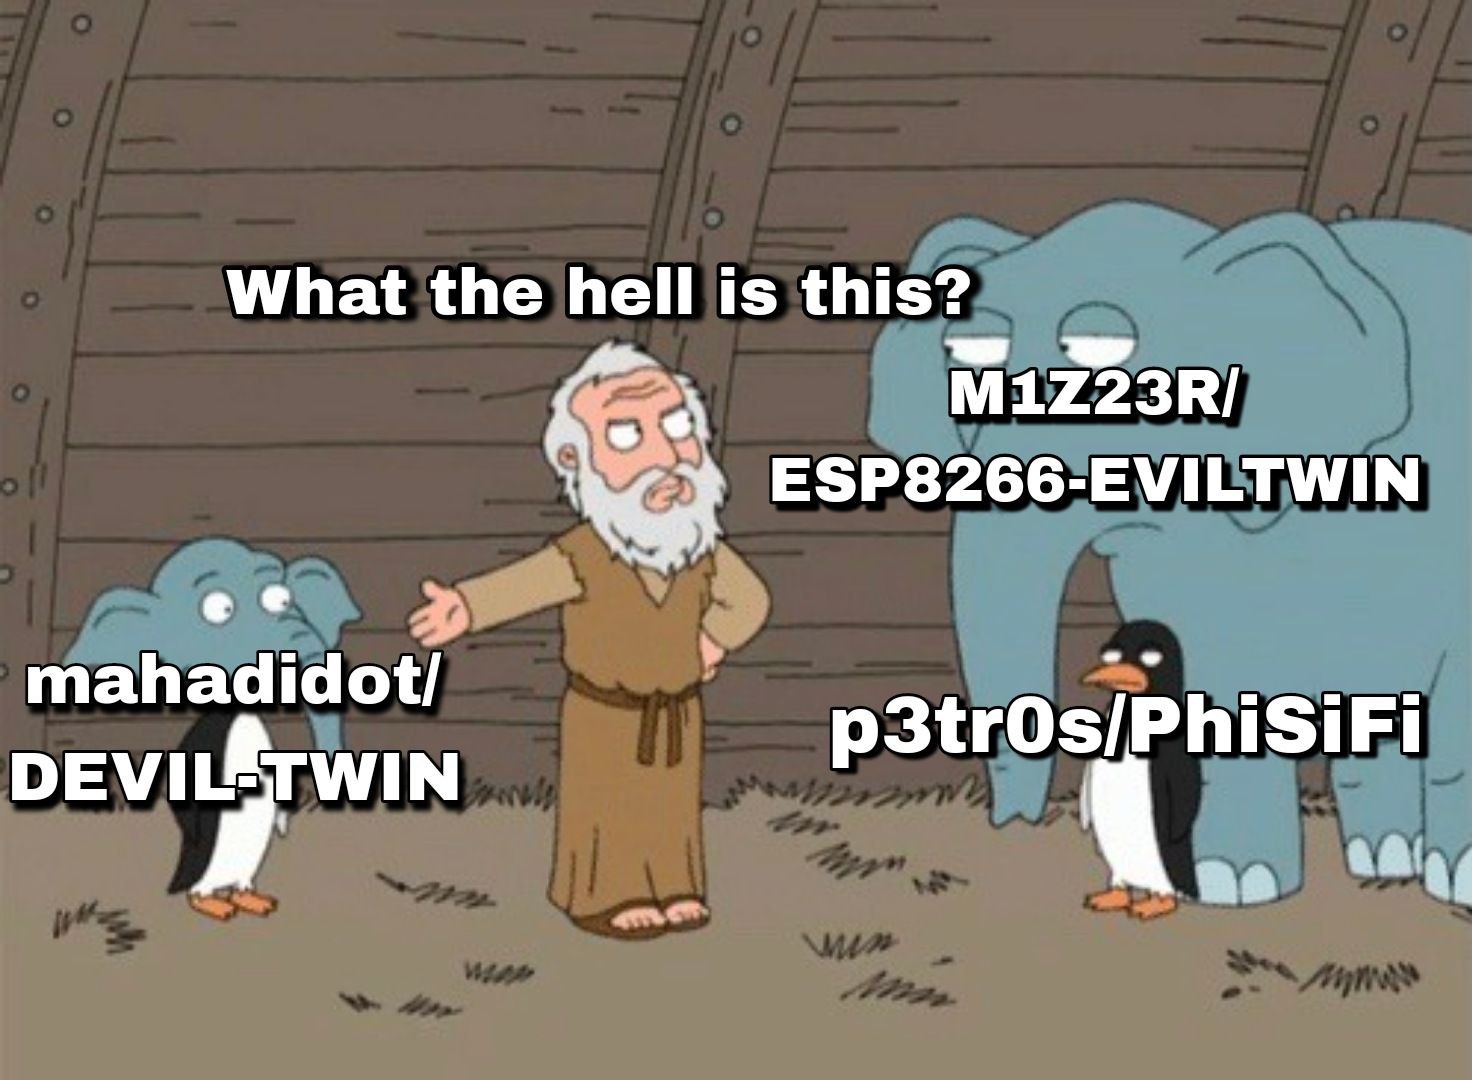 What the hell is this?
M1Z23R/
ESP8266-EVILTWIN
mahadidot/
DEVIL-TWIN
p3tr0s/PhiSiFi